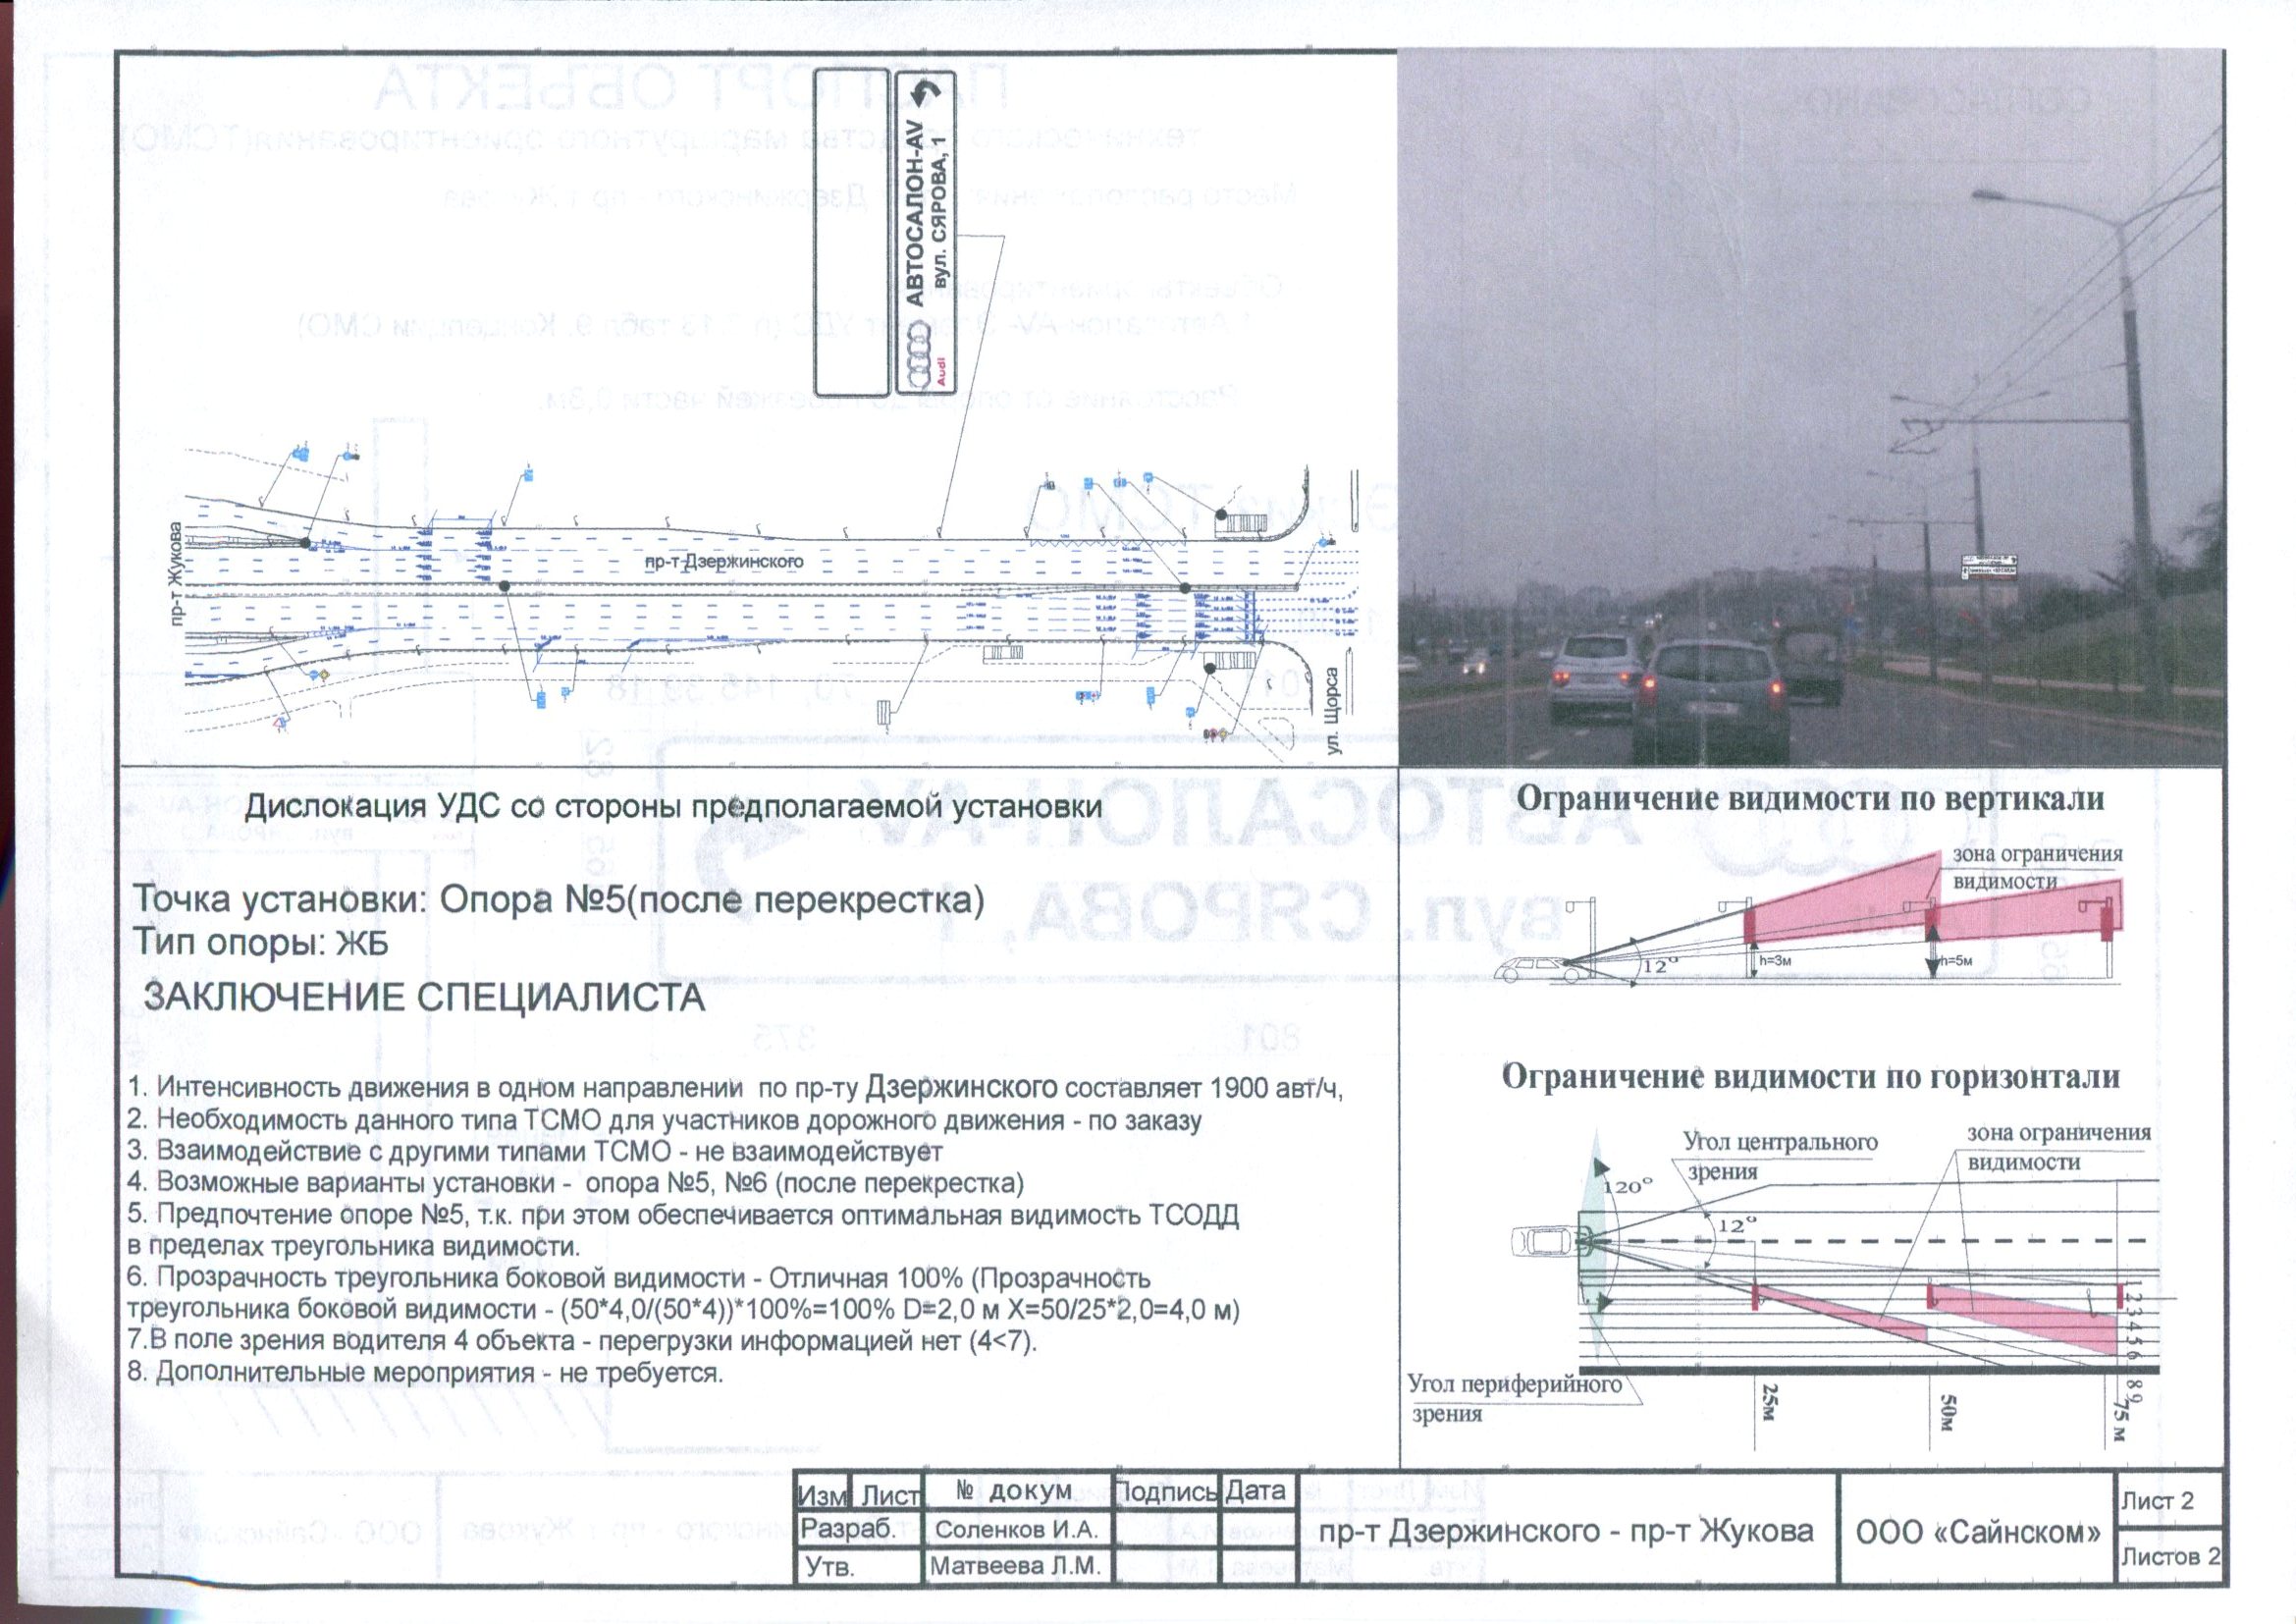 АВТОСАЛОН-AV
вул. СЯРОВА, 1
Audi
пр-т Жукова
пр-т Дзержинского
ул. Щорса
Дислокация УДС со стороны предполагаемой установки
Точка установки: Опора №5(после перекрестка)
Тип опоры: ЖБ
ЗАКЛЮЧЕНИЕ СПЕЦИАЛИСТА
1. Интенсивность движения в одном направлении по пр-ту Дзержинского составляет 1900 авт/ч,
2. Необходимость данного типа ТСМО для участников дорожного движения - по заказу
3. Взаимодействие с другими типами ТСМО - не взаимодействует
4. Возможные варианты установки - опора №5, №6 (после перекрестка)
5. Предпочтение опоре №5, т.к. при этом обеспечивается оптимальная видимость ТСОДД
в пределах треугольника видимости.
6. Прозрачность треугольника боковой видимости - Отличная 100% (Прозрачность
треугольника боковой видимости - (50*4,0/(50*4))*100%=100% D=2,0 м X=50/25*2,0=4,0 м)
7.В поле зрения водителя 4 объекта - перегрузки информацией нет (4<7).
8. Дополнительные мероприятия - не требуется.
Ограничение видимости по вертикали
зона ограничения
видимости
12°
h=3м
h=5м
Ограничение видимости по горизонтали
Угол центрального
зрения
зона ограничения
видимости
120°
12°
1 2 3 4 5 6 8 9
Угол периферийного
зрения
25м
50м
75 м
Изм Лист № докум Подпись Дата
Разраб. Соленков И.А.
Утв. Матвеева Л.М.
пр-т Дзержинского - пр-т Жукова
ООО «Сайнском»
Лист 2
Листов 2